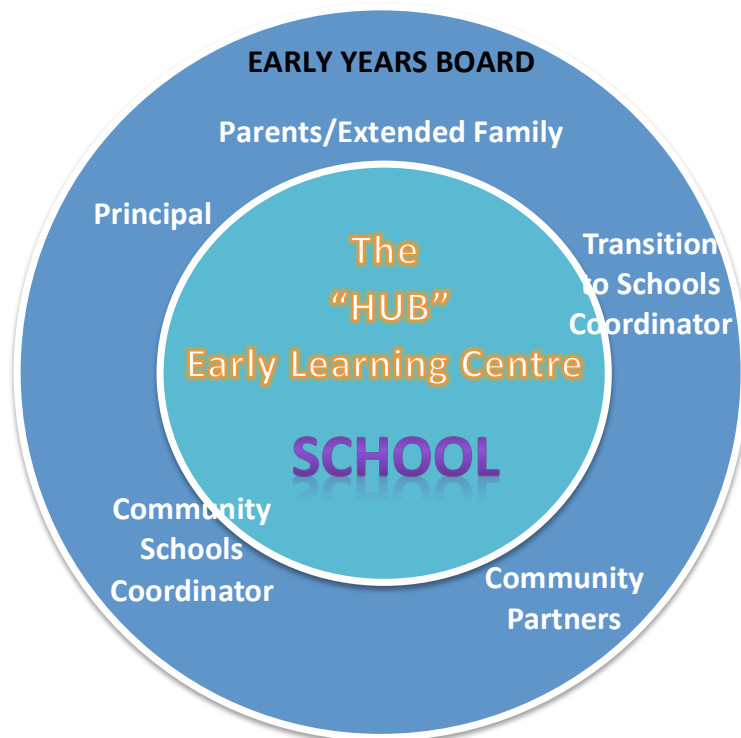 EARLY YEARS BOARD
Parents/Extended Family
Principal
Transition
to Schools
Coordinator
The
“HUB”
Early Learning Centre
SCHOOL
Community
Schools
Coordinator
Community
Partners